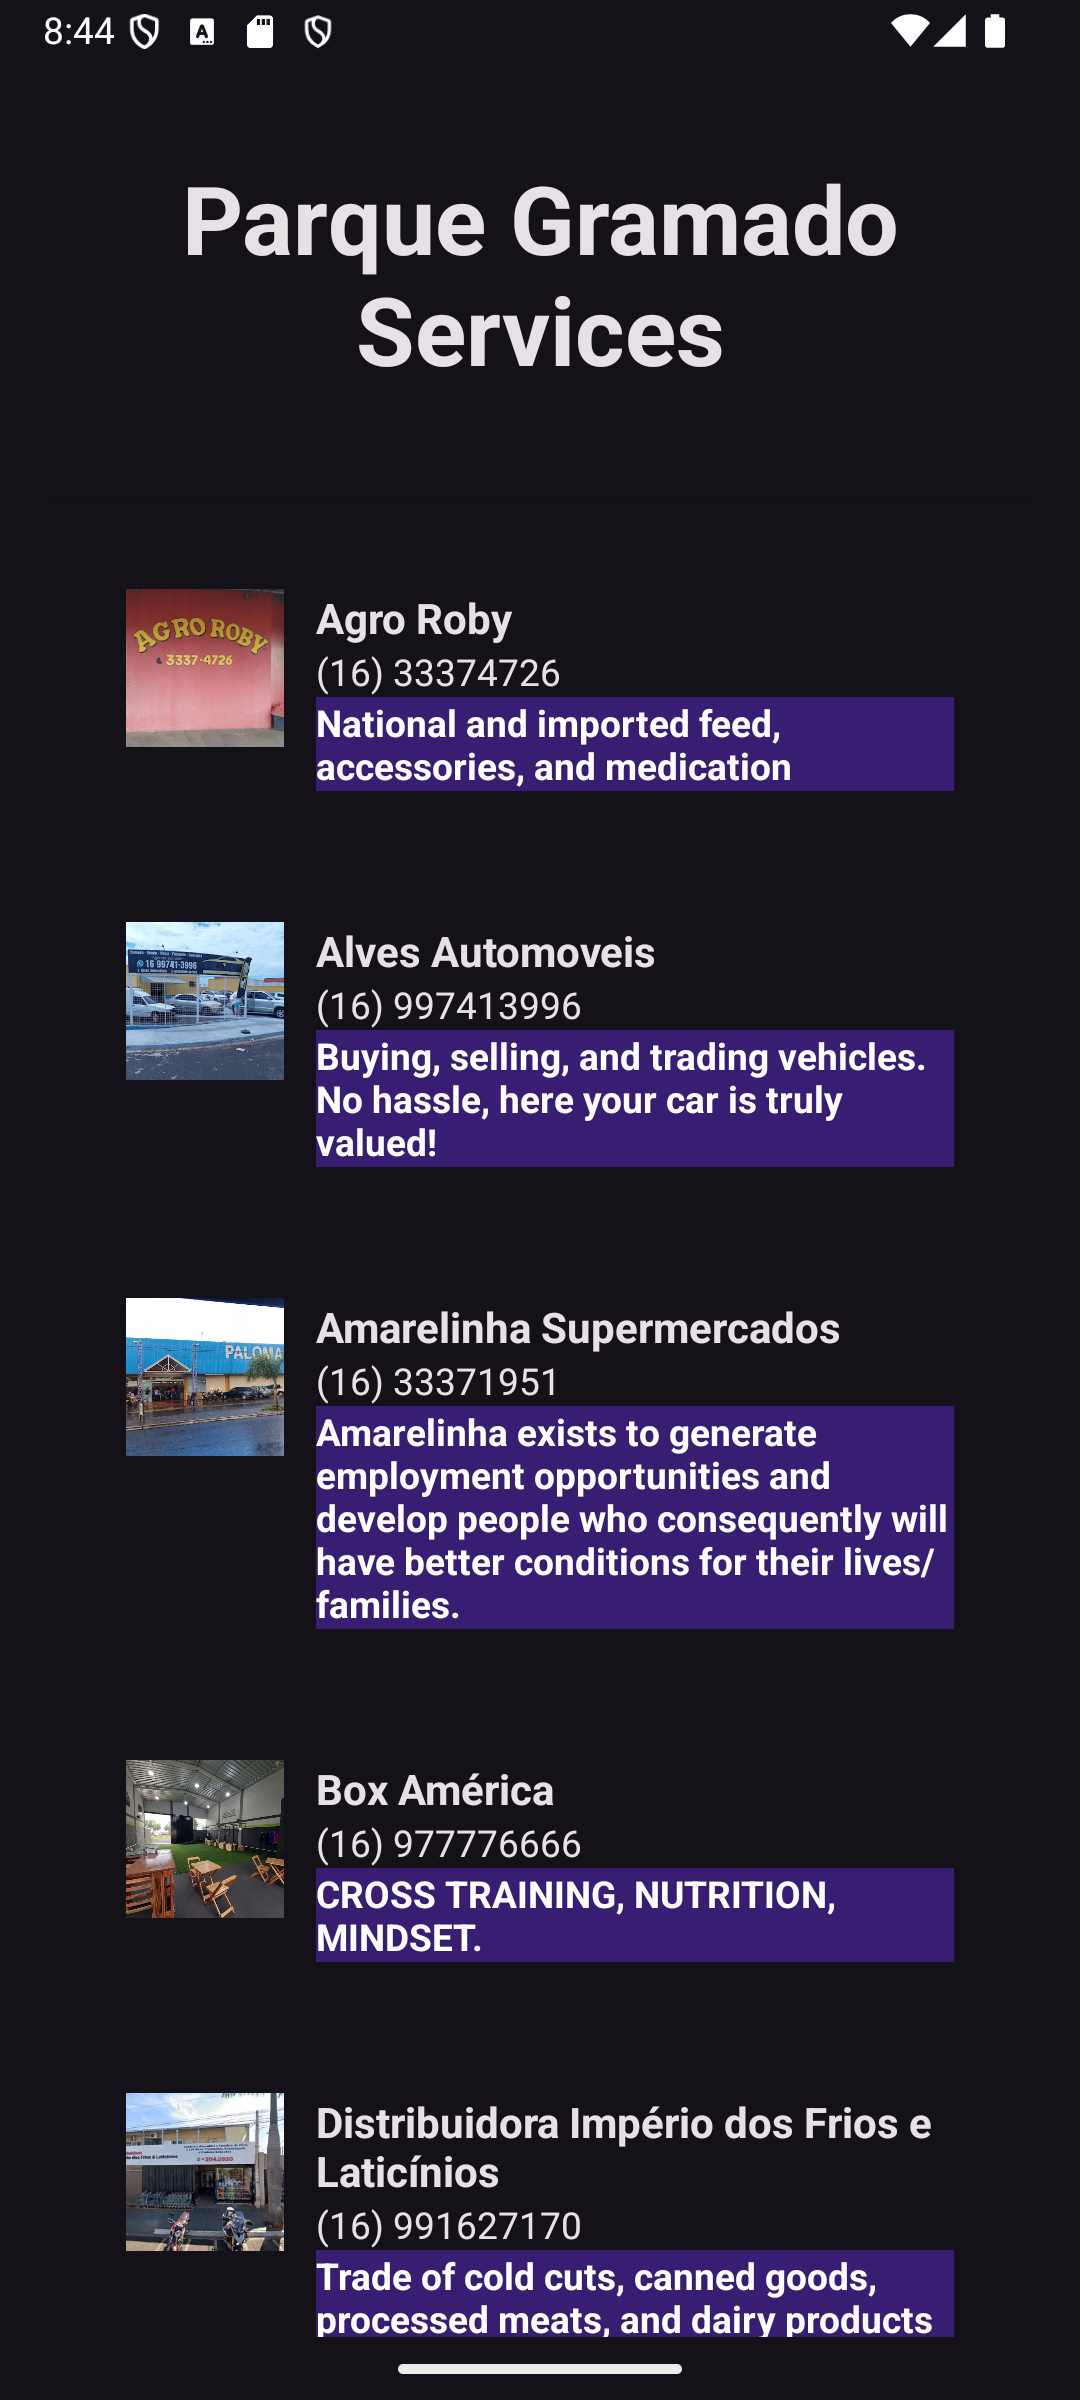 8:44
Parque Gramado
Services
AGRO ROBY
3337-4726
Agro Roby
(16) 33374726
National and imported feed,
accessories, and medication
16 99741-3996
Alves Automoveis
(16) 997413996
Buying, selling, and trading vehicles.
No hassle, here your car is truly
valued!
PALOMA
Amarelinha Supermercados
(16) 33371951
Amarelinha exists to generate
employment opportunities and
develop people who consequently will
have better conditions for their lives/
families.
Box América
(16) 977776666
CROSS TRAINING, NUTRITION,
MINDSET.
Distribuidora Império dos Frios e
Laticínios
(16) 991627170
Trade of cold cuts, canned goods,
processed meats, and dairy products